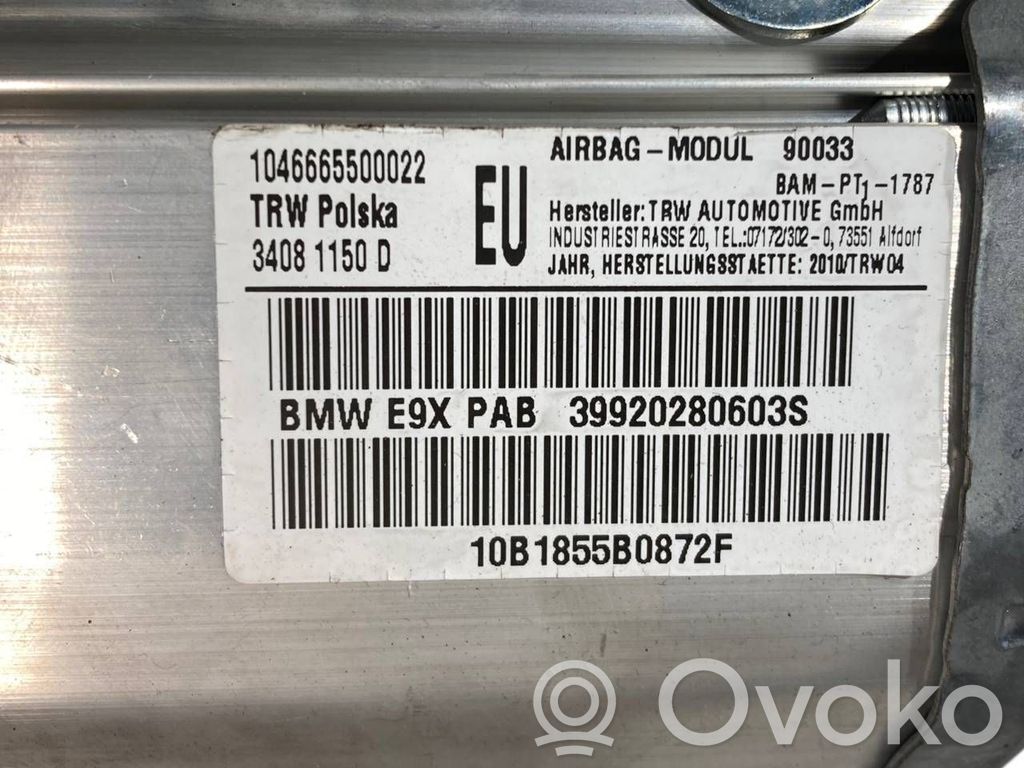 1046665500022
TRW Polska
3408 1150 D
EU
AIRBAG-MODUL 90033
BAM-PT1-1787
Hersteller: TRW AUTOMOTIVE GmbH
INDUSTRIESTRASSE 20, TEL.:07172/302-0, 73551 Alfdorf
JAHR, HERSTELLUNGSSTAETTE: 2010/TRW04
BMW E9X PAB 39920280603S
10B1855B0872F
Ovoko